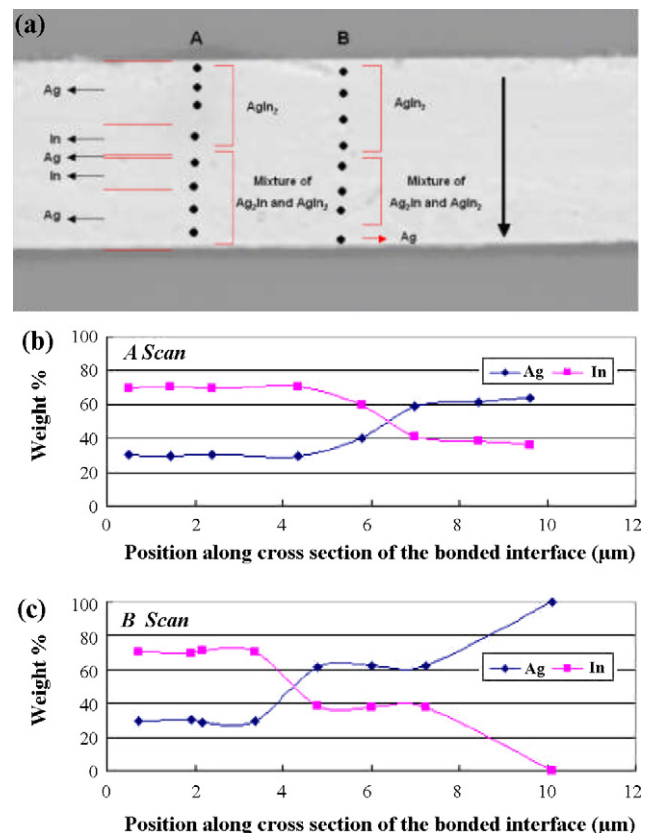 (a)
A
B
Ag
In
Ag
In
Ag
AgIn₂
Mixture of
Ag₂In and AgIn₂
AgIn₂
Mixture of
Ag₂In and AgIn₂
Ag
(b)
A Scan
Ag In
100
80
60
40
20
0
Weight %
0 2 4 6 8 10 12
Position along cross section of the bonded interface (μm)
(c)
B Scan
Ag In
100
80
60
40
20
0
Weight %
0 2 4 6 8 10 12
Position along cross section of the bonded interface (μm)